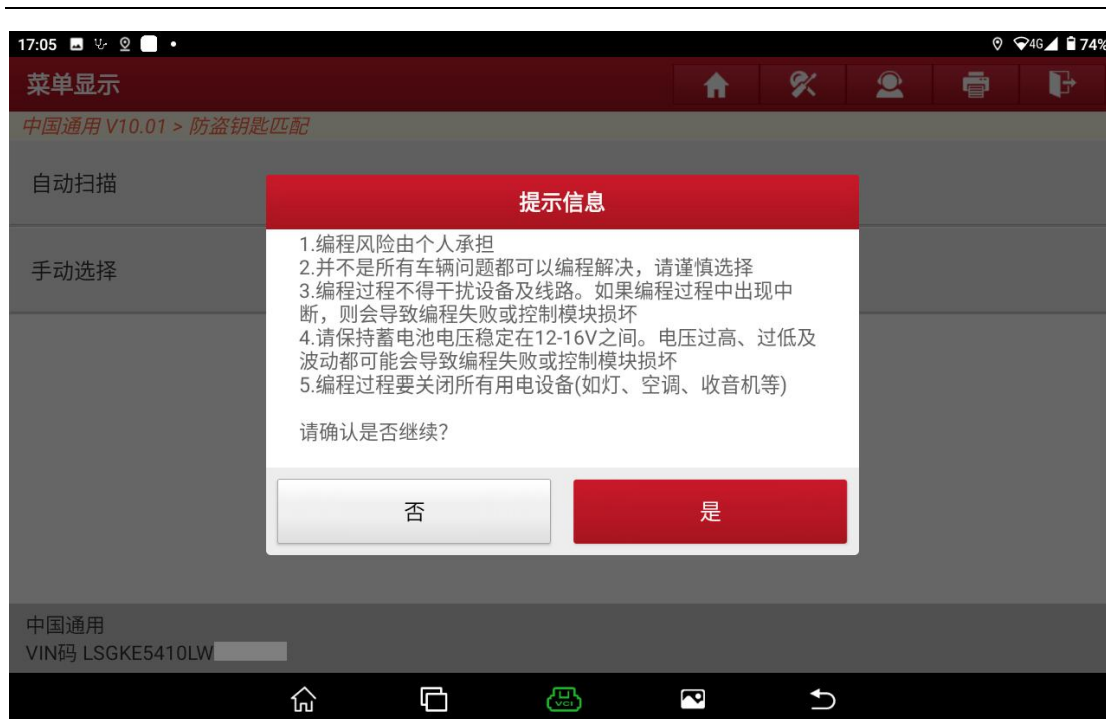 17:05
4G 74%
菜单显示
中国通用 V10.01 > 防盗钥匙匹配
自动扫描
手动选择
提示信息
1.编程风险由个人承担
2.并不是所有车辆问题都可以编程解决，请谨慎选择
3.编程过程不得干扰设备及线路。如果编程过程中出现中
断，则会导致编程失败或控制模块损坏
4.请保持蓄电池电压稳定在12-16V之间。电压过高、过低及
波动都可能会导致编程失败或控制模块损坏
5.编程过程要关闭所有用电设备(如灯、空调、收音机等)
请确认是否继续?
否
是
中国通用
VIN码 LSGKE5410LW
VCI